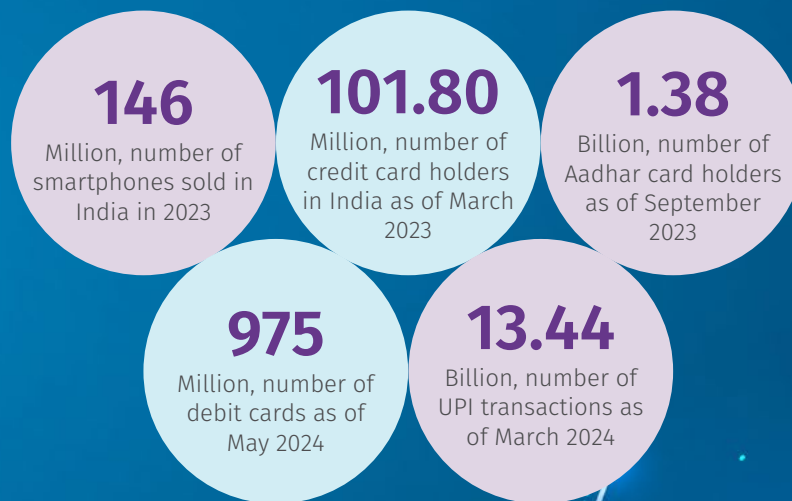 146
Million, number of
smartphones sold in
India in 2023
101.80
Million, number of
credit card holders
in India as of March
2023
1.38
Billion, number of
Aadhar card holders
as of September
2023
975
Million, number of
debit cards as of
May 2024
13.44
Billion, number of
UPI transactions as
of March 2024